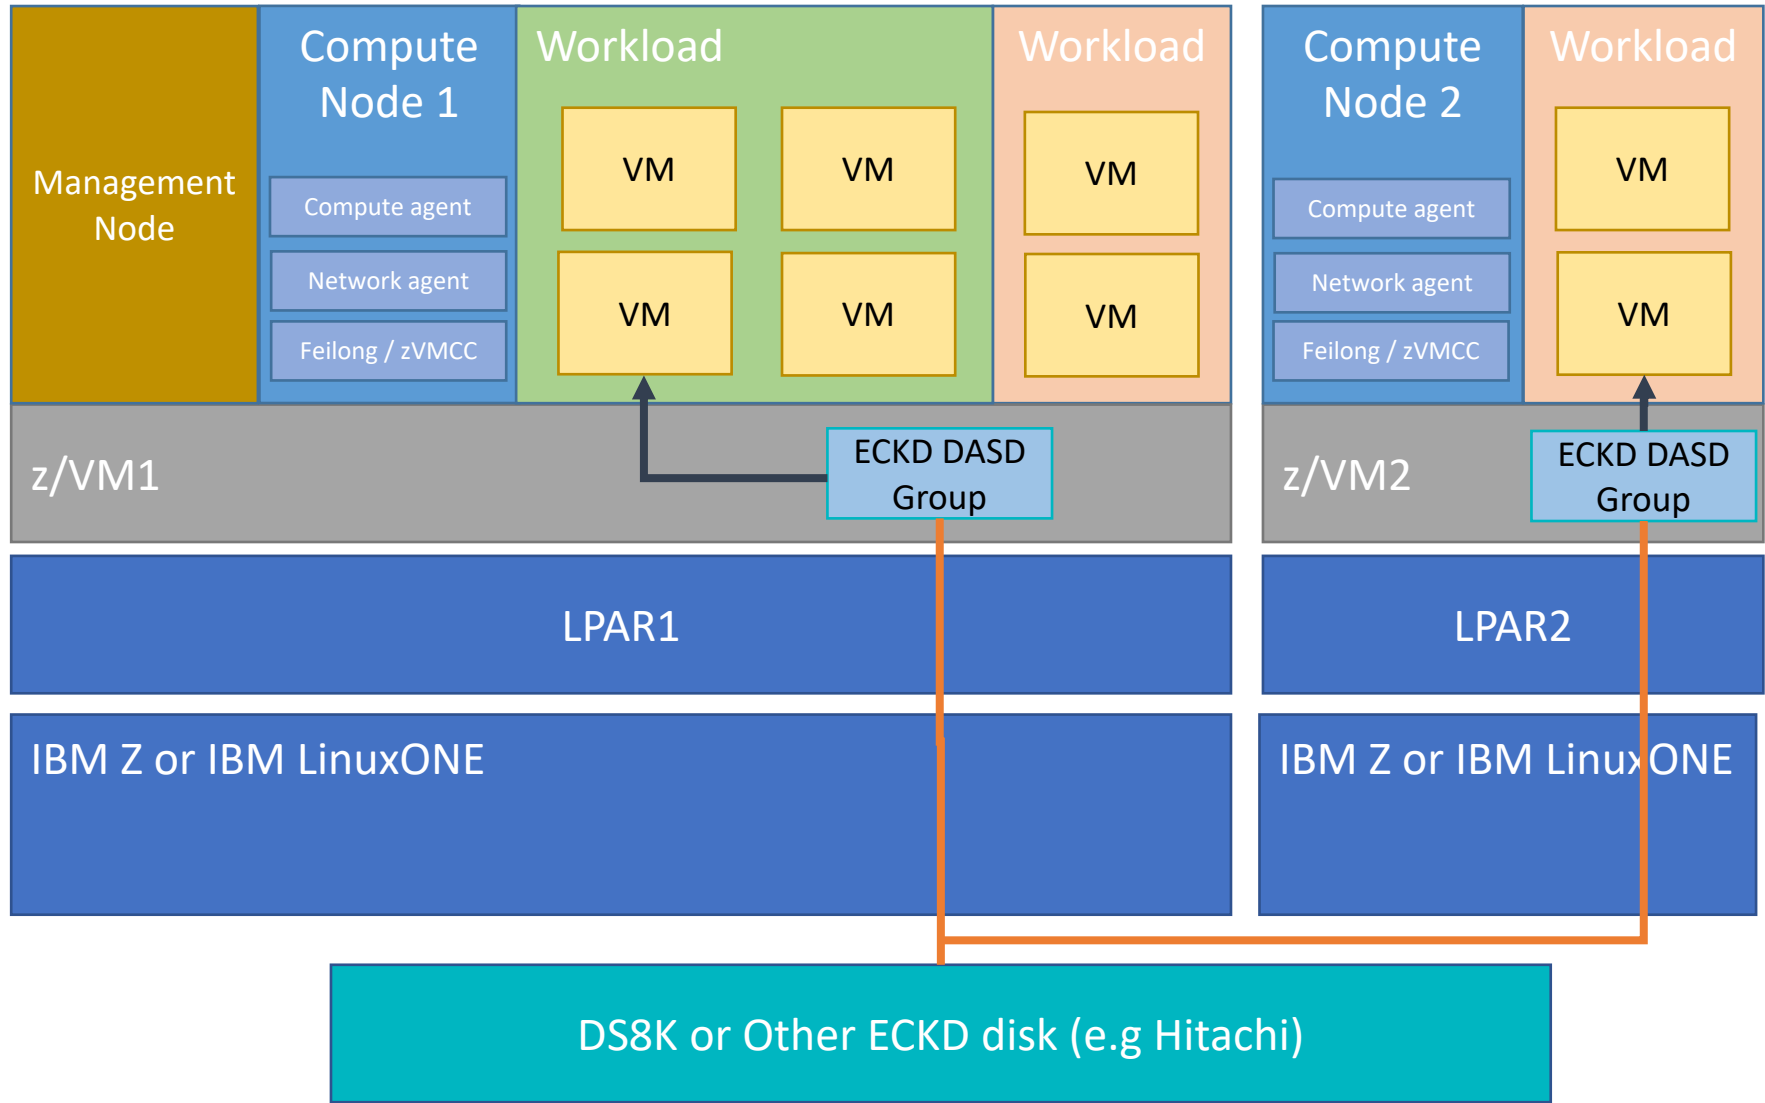 Management
Node
Compute
Node 1
Compute agent
Network agent
Feilong / zVMCC
Workload
VM
VM
VM
VM
Workload
VM
VM
Compute
Node 2
Compute agent
Network agent
Feilong / zVMCC
Workload
VM
VM
z/VM1
ECKD DASD
Group
z/VM2
ECKD DASD
Group
LPAR1
LPAR2
IBM Z or IBM LinuxONE
IBM Z or IBM LinuxONE
DS8K or Other ECKD disk (e.g Hitachi)